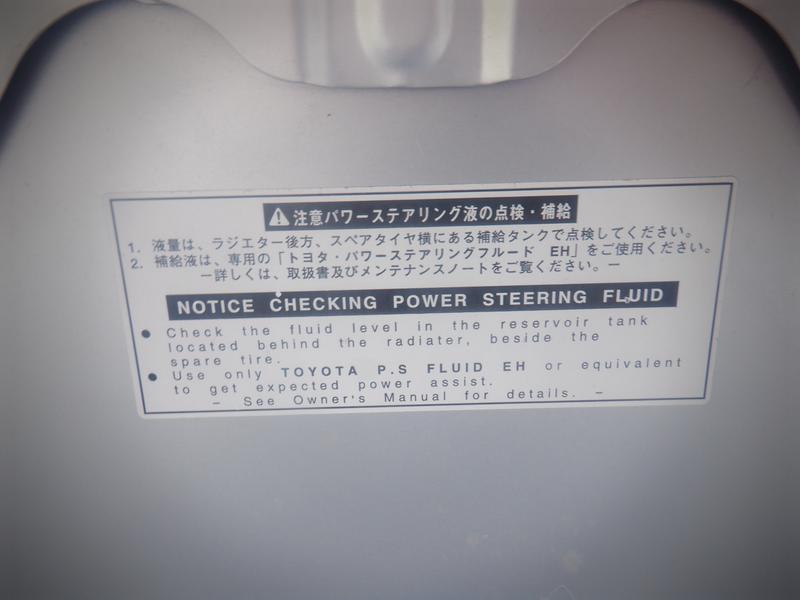 ⚠注意パワーステアリング液の点検・補給
1. 液量は、ラジエター後方、スペアタイヤ横にある補給タンクで点検してください。
2. 補給液は、専用の「トヨタ・パワーステアリングフルード EH」をご使用ください。
ー詳しくは、取扱書及びメンテナンスノートをご覧ください。ー
NOTICE CHECKING POWER STEERING FLUID
● Check the fluid level in the reservoir tank
located behind the radiater, beside the
spare tire.
● Use only TOYOTA P.S FLUID EH or equivalent
to get expected power assist.
– See Owner's Manual for details. –